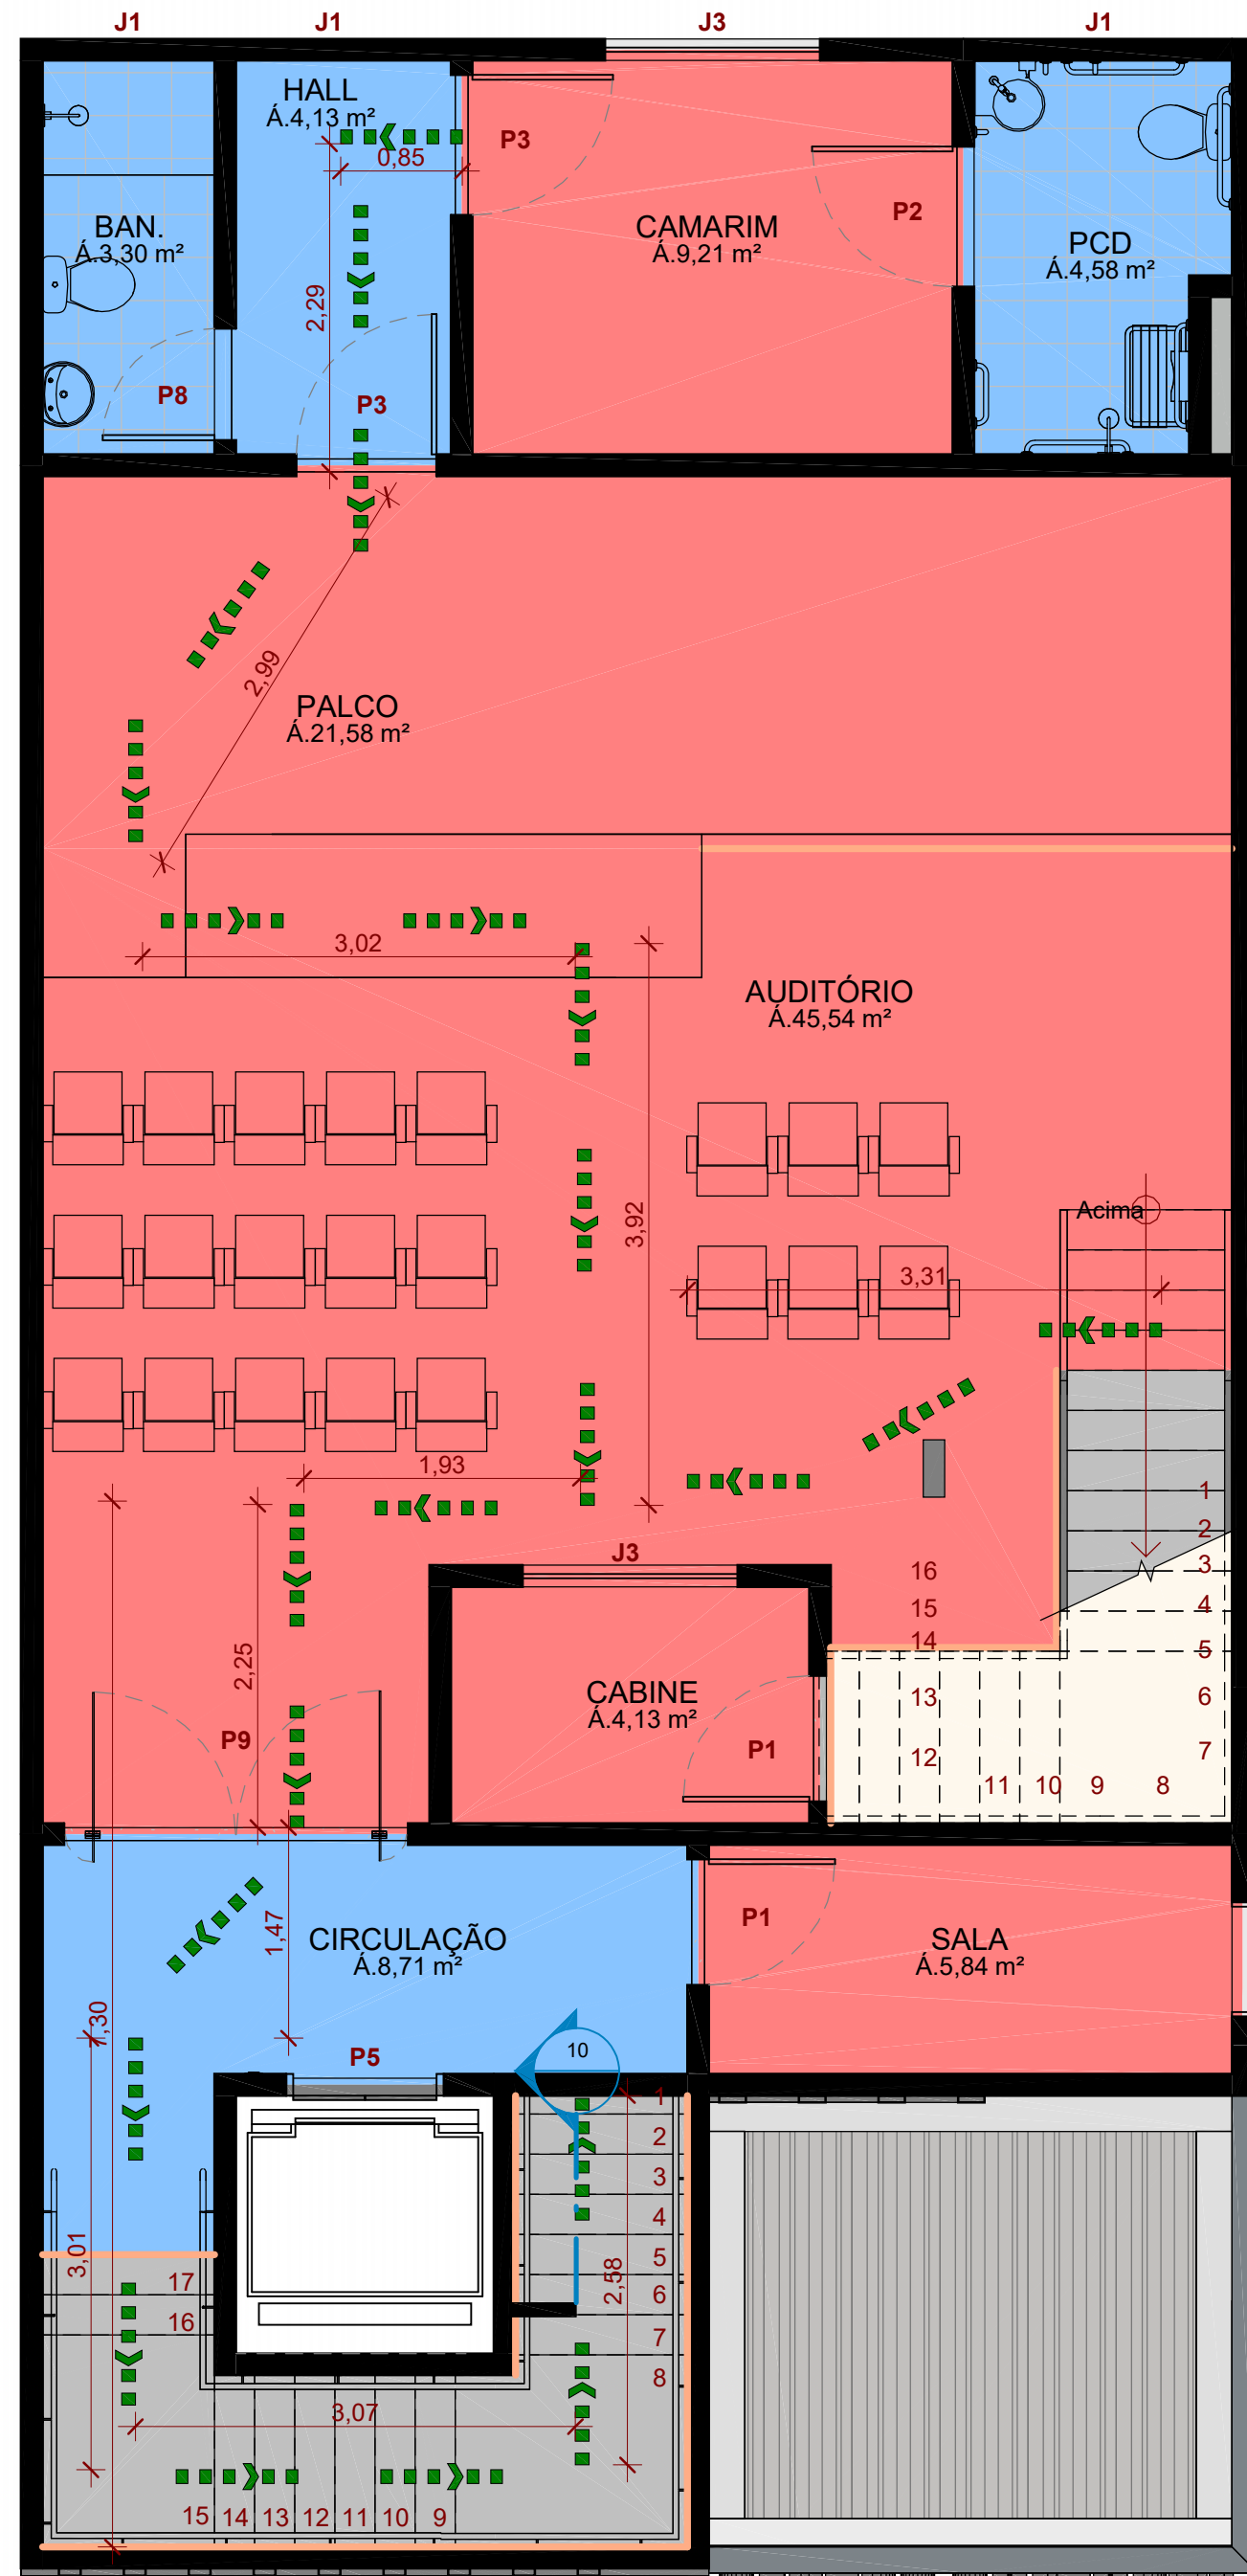 J1
J1
J3
J1
HALL
Á.4,13 m²
0,85
P3
CAMARIM
Á.9,21 m²
P2
BAN.
Á.3,30 m²
PCD
Á.4,58 m²
2,29
P8
P3
2,99
PALCO
Á.21,58 m²
3,02
AUDITÓRIO
Á.45,54 m²
3,92
Acima
3,31
1,93
1
2
3
4
5
6
7
8
9
10
11
12
13
14
15
16
J3
2,25
CABINE
Á.4,13 m²
P9
P1
1,47
CIRCULAÇÃO
Á.8,71 m²
P1
SALA
Á.5,84 m²
7,30
P5
10
1
2
3
4
5
6
7
8
2,58
3,01
17
16
3,07
15
14
13
12
11
10
9